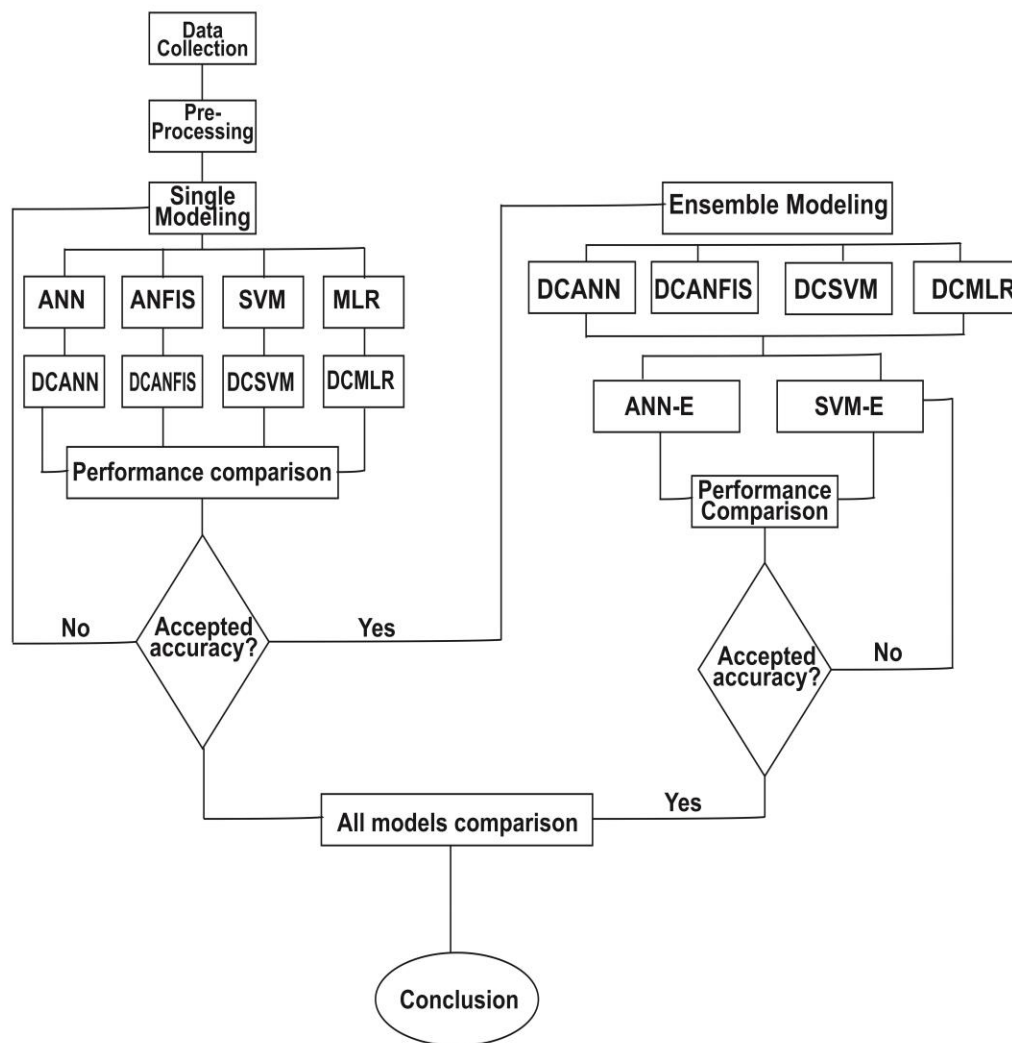 Data
Collection
Pre-
Processing
Single
Modeling
ANN
ANFIS
SVM
MLR
DCANN
DCANFIS
DCSVM
DCMLR
Performance comparison
No
Accepted
accuracy?
Yes
Ensemble Modeling
DCANN
DCANFIS
DCSVM
DCMLR
ANN-E
SVM-E
Performance
Comparison
Accepted
accuracy?
No
Yes
All models comparison
Conclusion